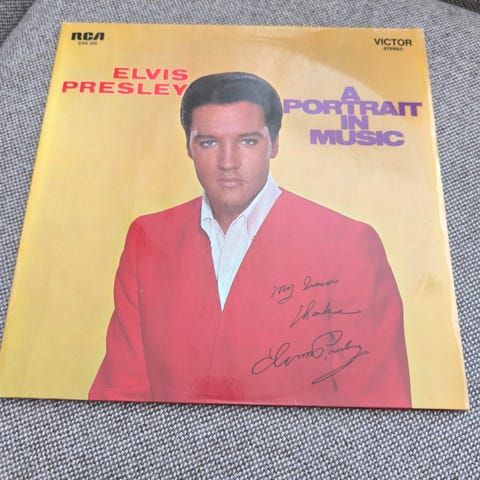 RCA
VICTOR
STEREO
ELVIS
PRESLEY
A
PORTRAIT
IN
MUSIC
My sincere
thanks
Elvis Presley